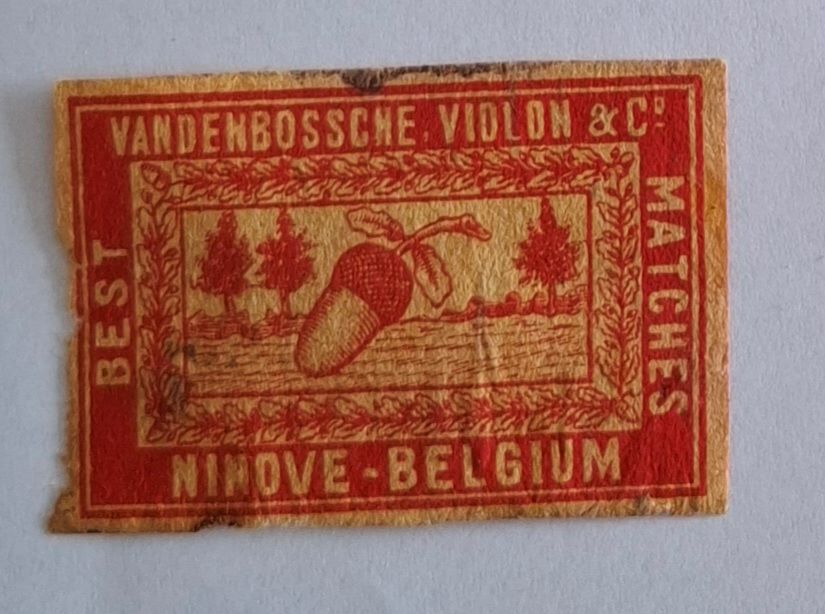 VANDENBOSSCHE. VIOLON & Cº
BEST
MATCHES
NINOVE-BELGIUM